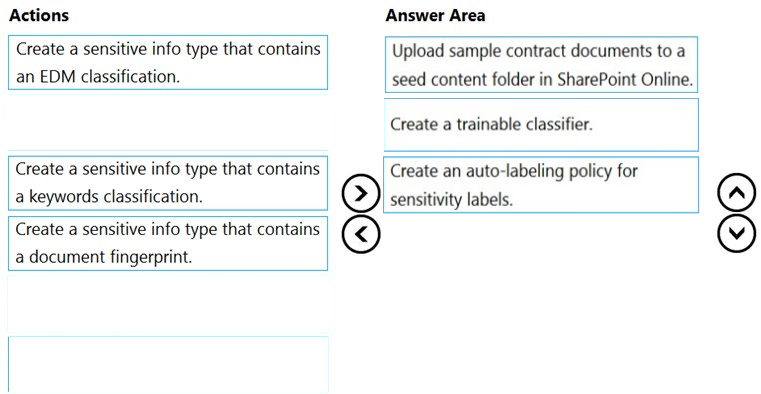 Actions
Create a sensitive info type that contains
an EDM classification.
Create a sensitive info type that contains
a keywords classification.
Create a sensitive info type that contains
a document fingerprint.
Answer Area
Upload sample contract documents to a
seed content folder in SharePoint Online.
Create a trainable classifier.
Create an auto-labeling policy for
sensitivity labels.